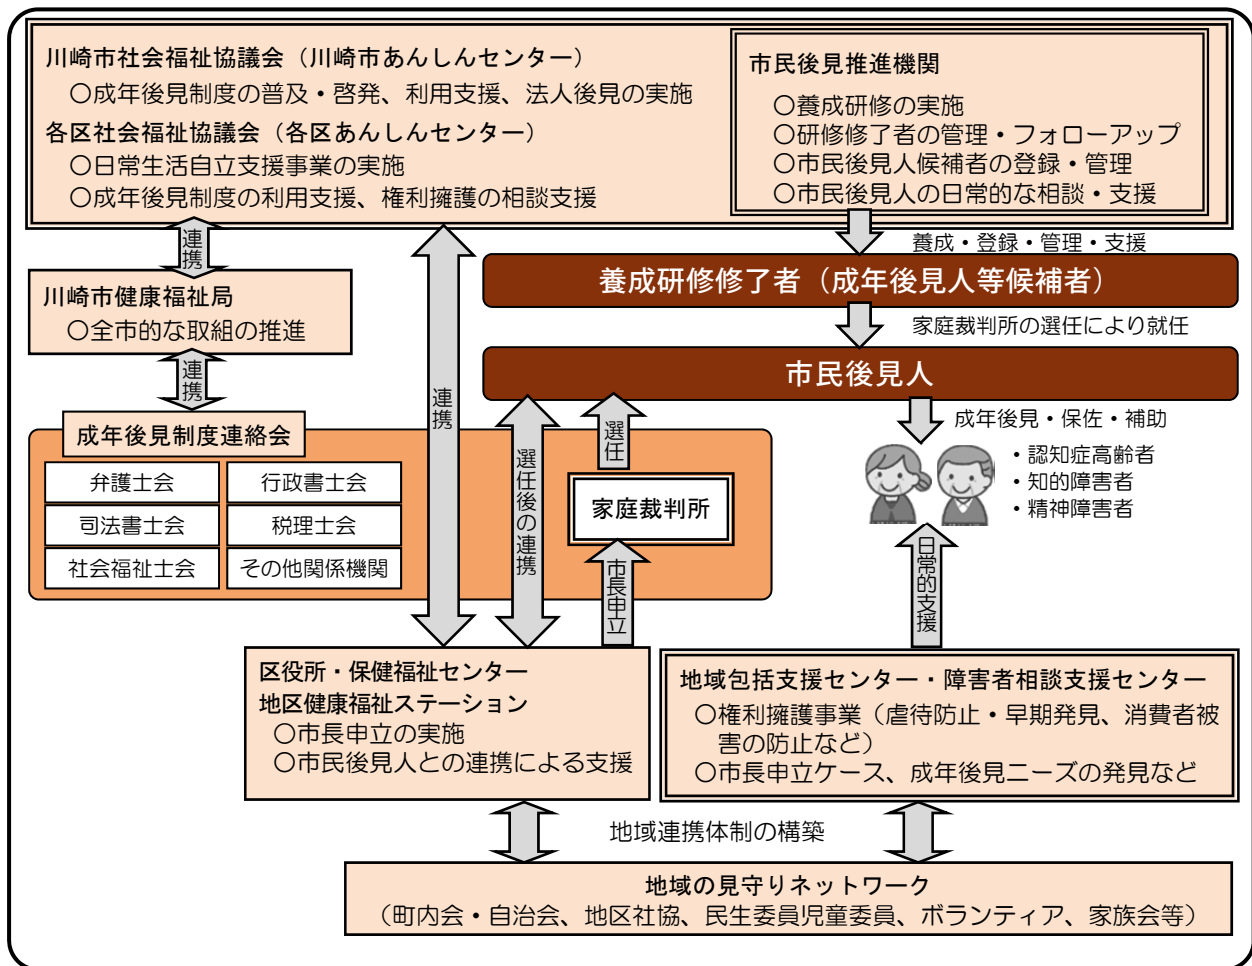 川崎市社会福祉協議会（川崎市あんしんセンター）
〇成年後見制度の普及・啓発、利用支援、法人後見の実施
各区社会福祉協議会（各区あんしんセンター）
〇日常生活自立支援事業の実施
〇成年後見制度の利用支援、権利擁護の相談支援
市民後見推進機関
〇養成研修の実施
〇研修修了者の管理・フォローアップ
〇市民後見人候補者の登録・管理
〇市民後見人の日常的な相談・支援
連携
養成・登録・管理・支援
川崎市健康福祉局
〇全市的な取組の推進
養成研修修了者（成年後見人等候補者）
家庭裁判所の選任により就任
連携
市民後見人
連携
選任後の連携
選任
成年後見・保佐・補助
・認知症高齢者
・知的障害者
・精神障害者
成年後見制度連絡会
弁護士会
行政書士会
司法書士会
税理士会
社会福祉士会
その他関係機関
家庭裁判所
市長申立
日常的支援
区役所・保健福祉センター
地区健康福祉ステーション
〇市長申立の実施
〇市民後見人との連携による支援
地域包括支援センター・障害者相談支援センター
〇権利擁護事業（虐待防止・早期発見、消費者被
害の防止など）
〇市長申立ケース、成年後見ニーズの発見など
地域連携体制の構築
地域の見守りネットワーク
（町内会・自治会、地区社協、民生委員児童委員、ボランティア、家族会等）